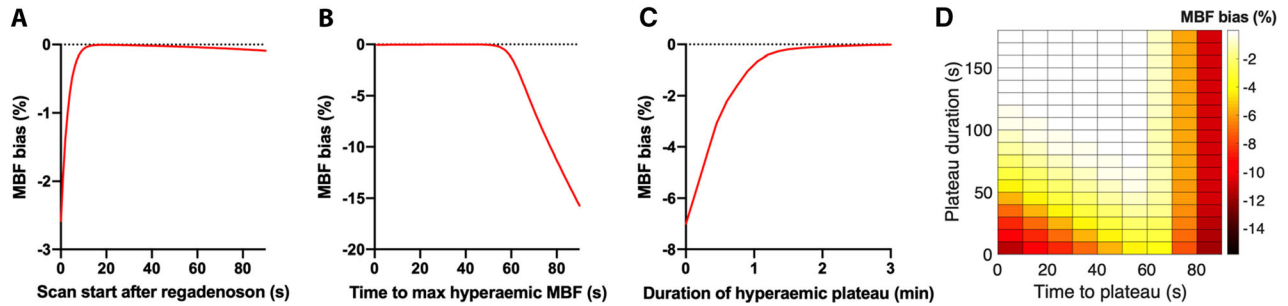 A
MBF bias (%)
0
-1
-2
-3
0 20 40 60 80
Scan start after regadenoson (s)
B
MBF bias (%)
0
-5
-10
-15
-20
0 20 40 60 80
Time to max hyperaemic MBF (s)
C
MBF bias (%)
0
-2
-4
-6
-8
0 1 2 3
Duration of hyperaemic plateau (min)
D
MBF bias (%)
Plateau duration (s)
150
100
50
0
0 20 40 60 80
Time to plateau (s)
-2
-4
-6
-8
-10
-12
-14